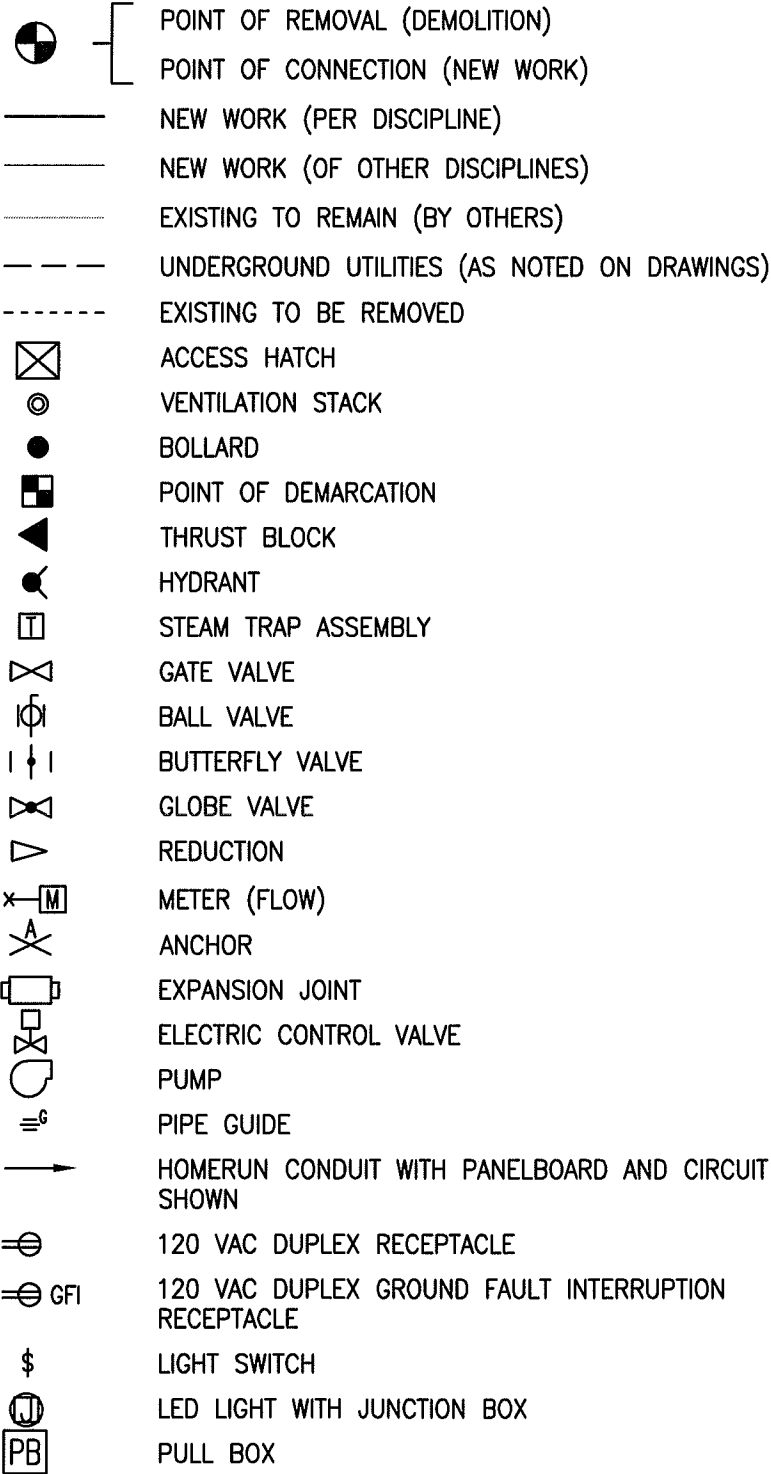 POINT OF REMOVAL (DEMOLITION)
POINT OF CONNECTION (NEW WORK)
NEW WORK (PER DISCIPLINE)
NEW WORK (OF OTHER DISCIPLINES)
EXISTING TO REMAIN (BY OTHERS)
UNDERGROUND UTILITIES (AS NOTED ON DRAWINGS)
EXISTING TO BE REMOVED
ACCESS HATCH
VENTILATION STACK
BOLLARD
POINT OF DEMARCATION
THRUST BLOCK
HYDRANT
T STEAM TRAP ASSEMBLY
GATE VALVE
BALL VALVE
BUTTERFLY VALVE
GLOBE VALVE
REDUCTION
M METER (FLOW)
A ANCHOR
EXPANSION JOINT
ELECTRIC CONTROL VALVE
PUMP
G PIPE GUIDE
HOMERUN CONDUIT WITH PANELBOARD AND CIRCUIT
SHOWN
120 VAC DUPLEX RECEPTACLE
GFI 120 VAC DUPLEX GROUND FAULT INTERRUPTION
RECEPTACLE
$ LIGHT SWITCH
J LED LIGHT WITH JUNCTION BOX
PB PULL BOX